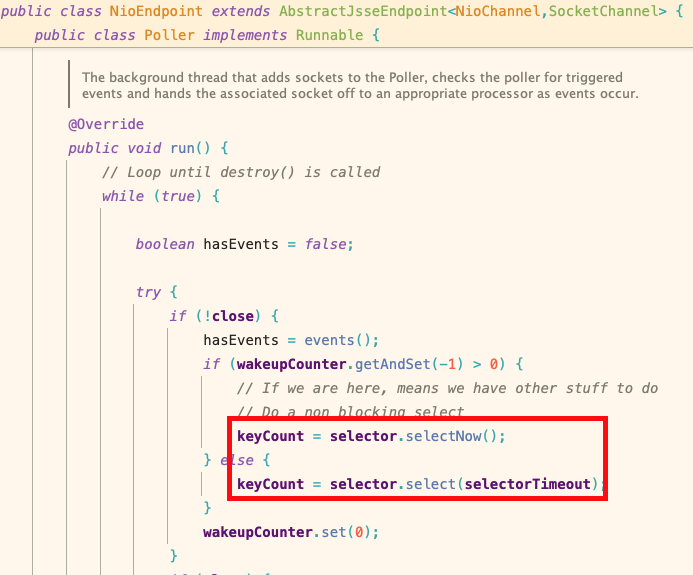 public class NioEndpoint extends AbstractJsseEndpoint<NioChannel,SocketChannel> {
public class Poller implements Runnable {
The background thread that adds sockets to the Poller, checks the poller for triggered
events and hands the associated socket off to an appropriate processor as events occur.
@Override
public void run() {
// Loop until destroy() is called
while (true) {
boolean hasEvents = false;
try {
if (!close) {
hasEvents = events();
if (wakeupCounter.getAndSet(-1) > 0) {
// If we are here, means we have other stuff to do
// Do a non blocking select
keyCount = selector.selectNow();
} else {
keyCount = selector.select(selectorTimeout);
}
wakeupCounter.set(0);
}